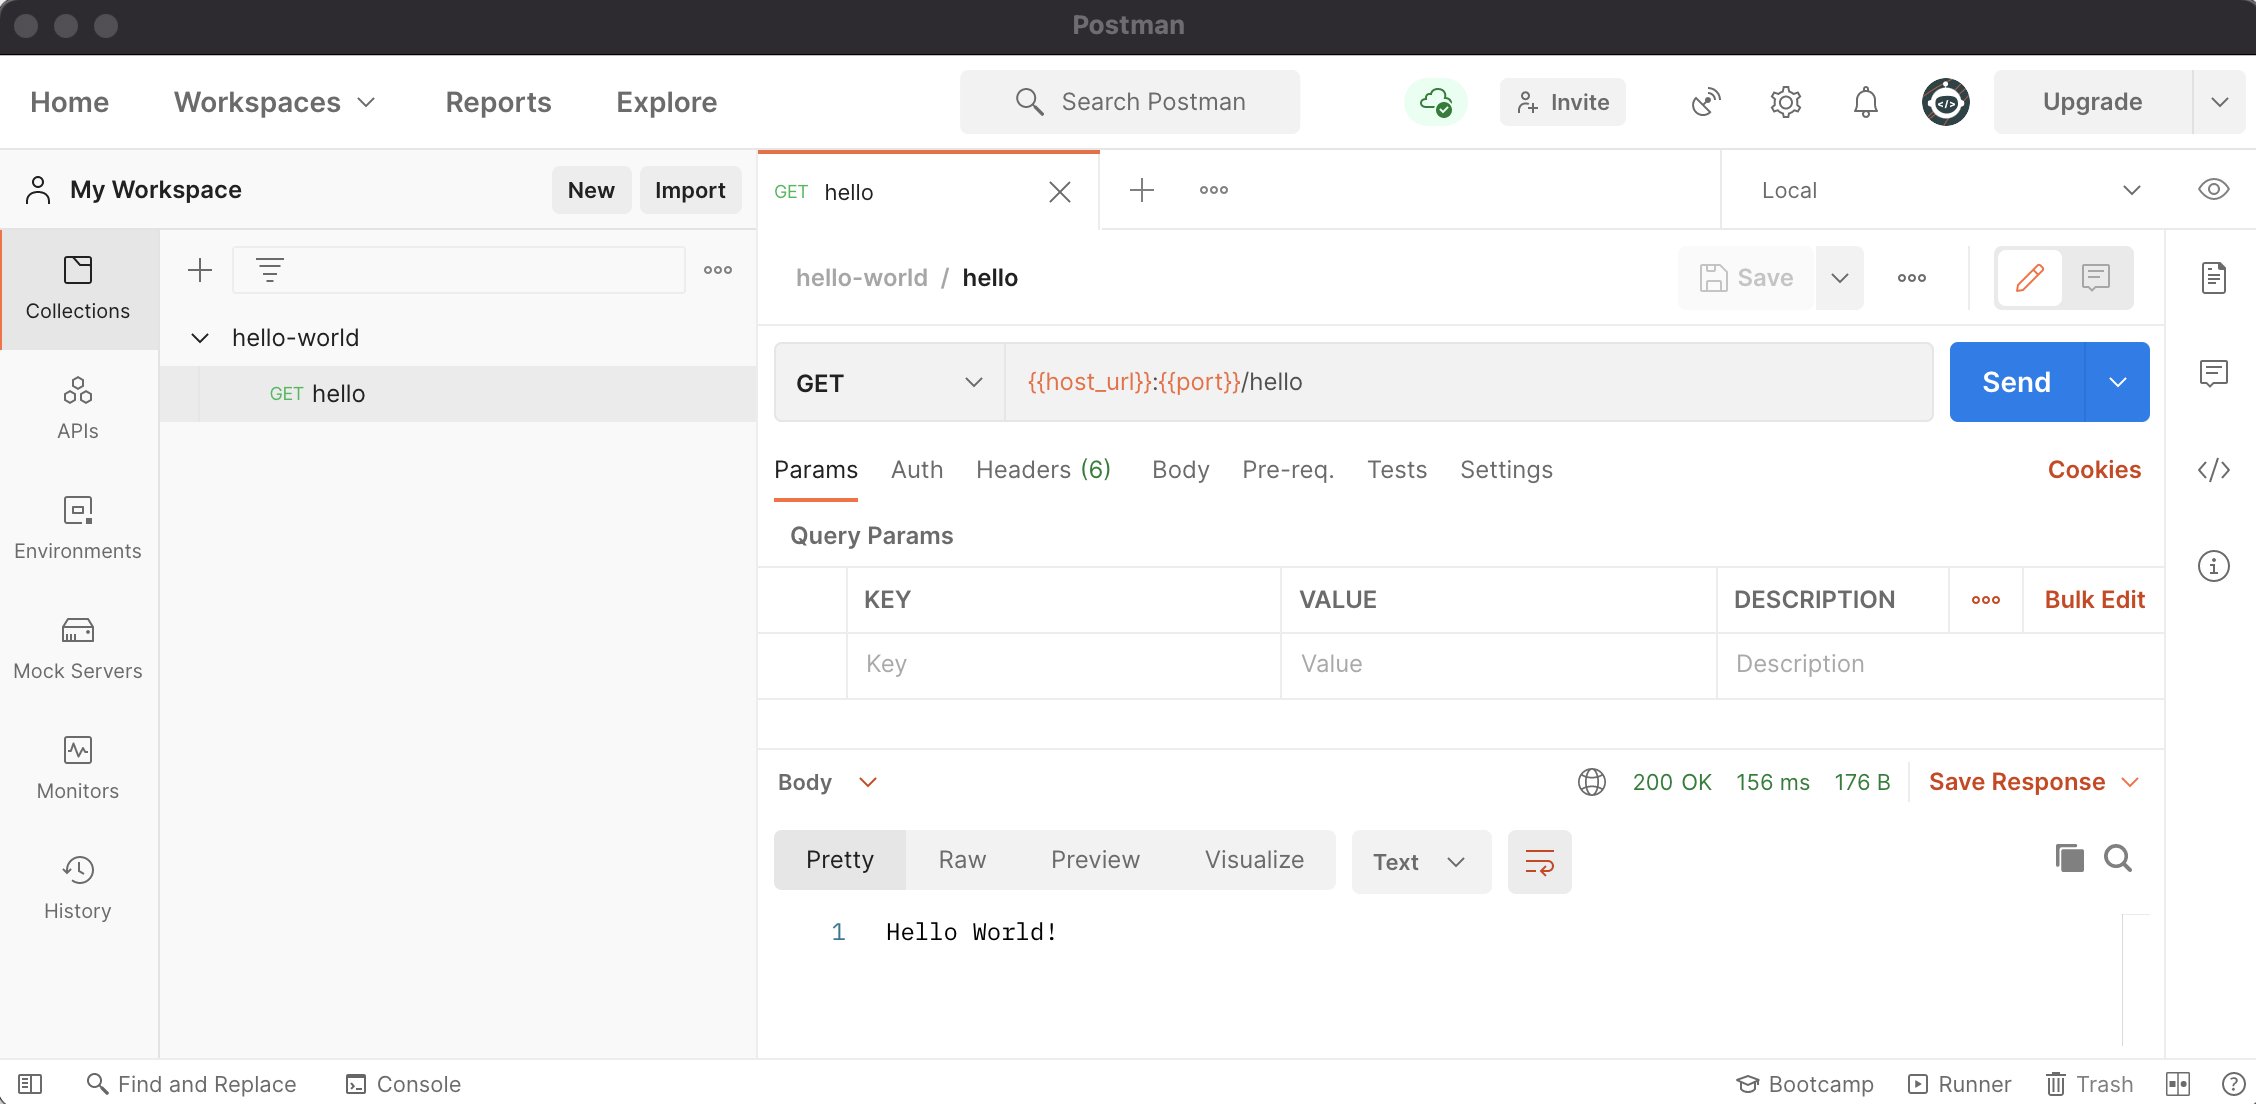 Postman
Home Workspaces Reports Explore Search Postman Invite Upgrade
My Workspace New Import
GET hello
Local
Collections
APIs
Environments
Mock Servers
Monitors
History
hello-world
GET hello
hello-world / hello Save
GET {{host_url}}:{{port}}/hello Send
Params Auth Headers (6) Body Pre-req. Tests Settings Cookies
Query Params
KEY VALUE DESCRIPTION Bulk Edit
Key Value Description
Body 200 OK 156 ms 176 B Save Response
Pretty Raw Preview Visualize Text
1 Hello World!
Find and Replace Console Bootcamp Runner Trash